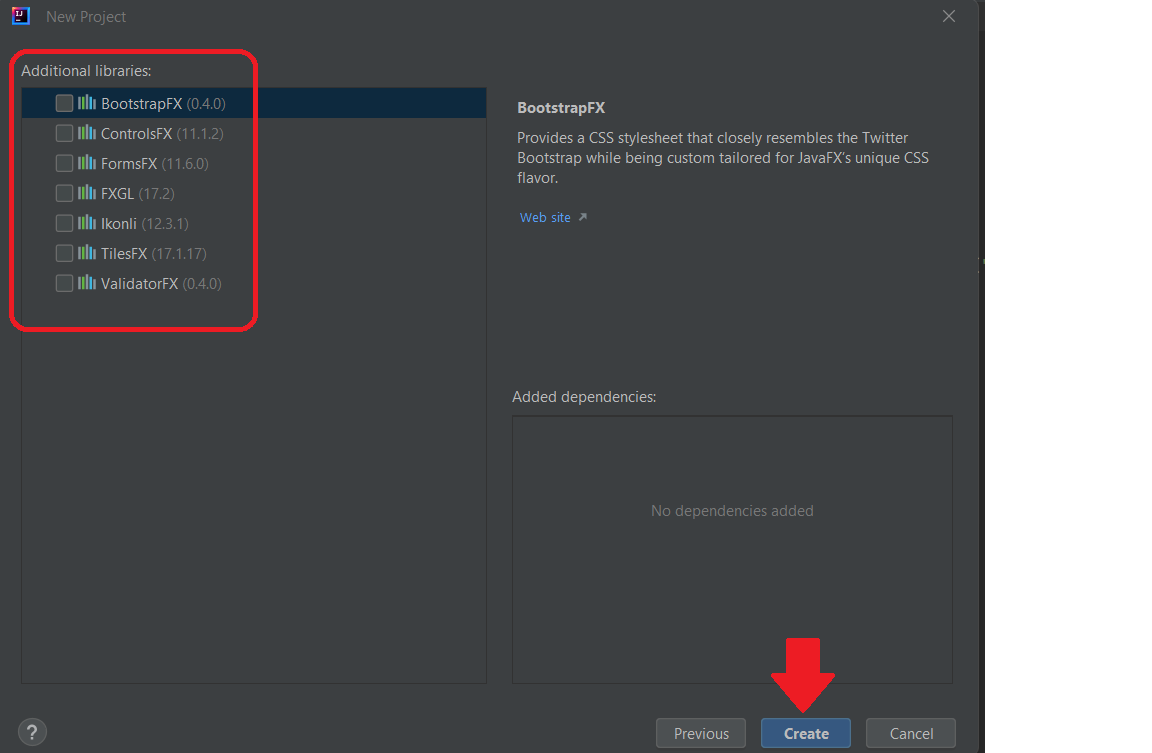 New Project
Additional libraries:
BootstrapFX (0.4.0)
ControlsFX (11.1.2)
FormsFX (11.6.0)
FXGL (17.2)
Ikonli (12.3.1)
TilesFX (17.1.17)
ValidatorFX (0.4.0)
BootstrapFX
Provides a CSS stylesheet that closely resembles the Twitter
Bootstrap while being custom tailored for JavaFX's unique CSS
flavor.
Web site ↗
Added dependencies:
No dependencies added
?
Previous
Create
Cancel